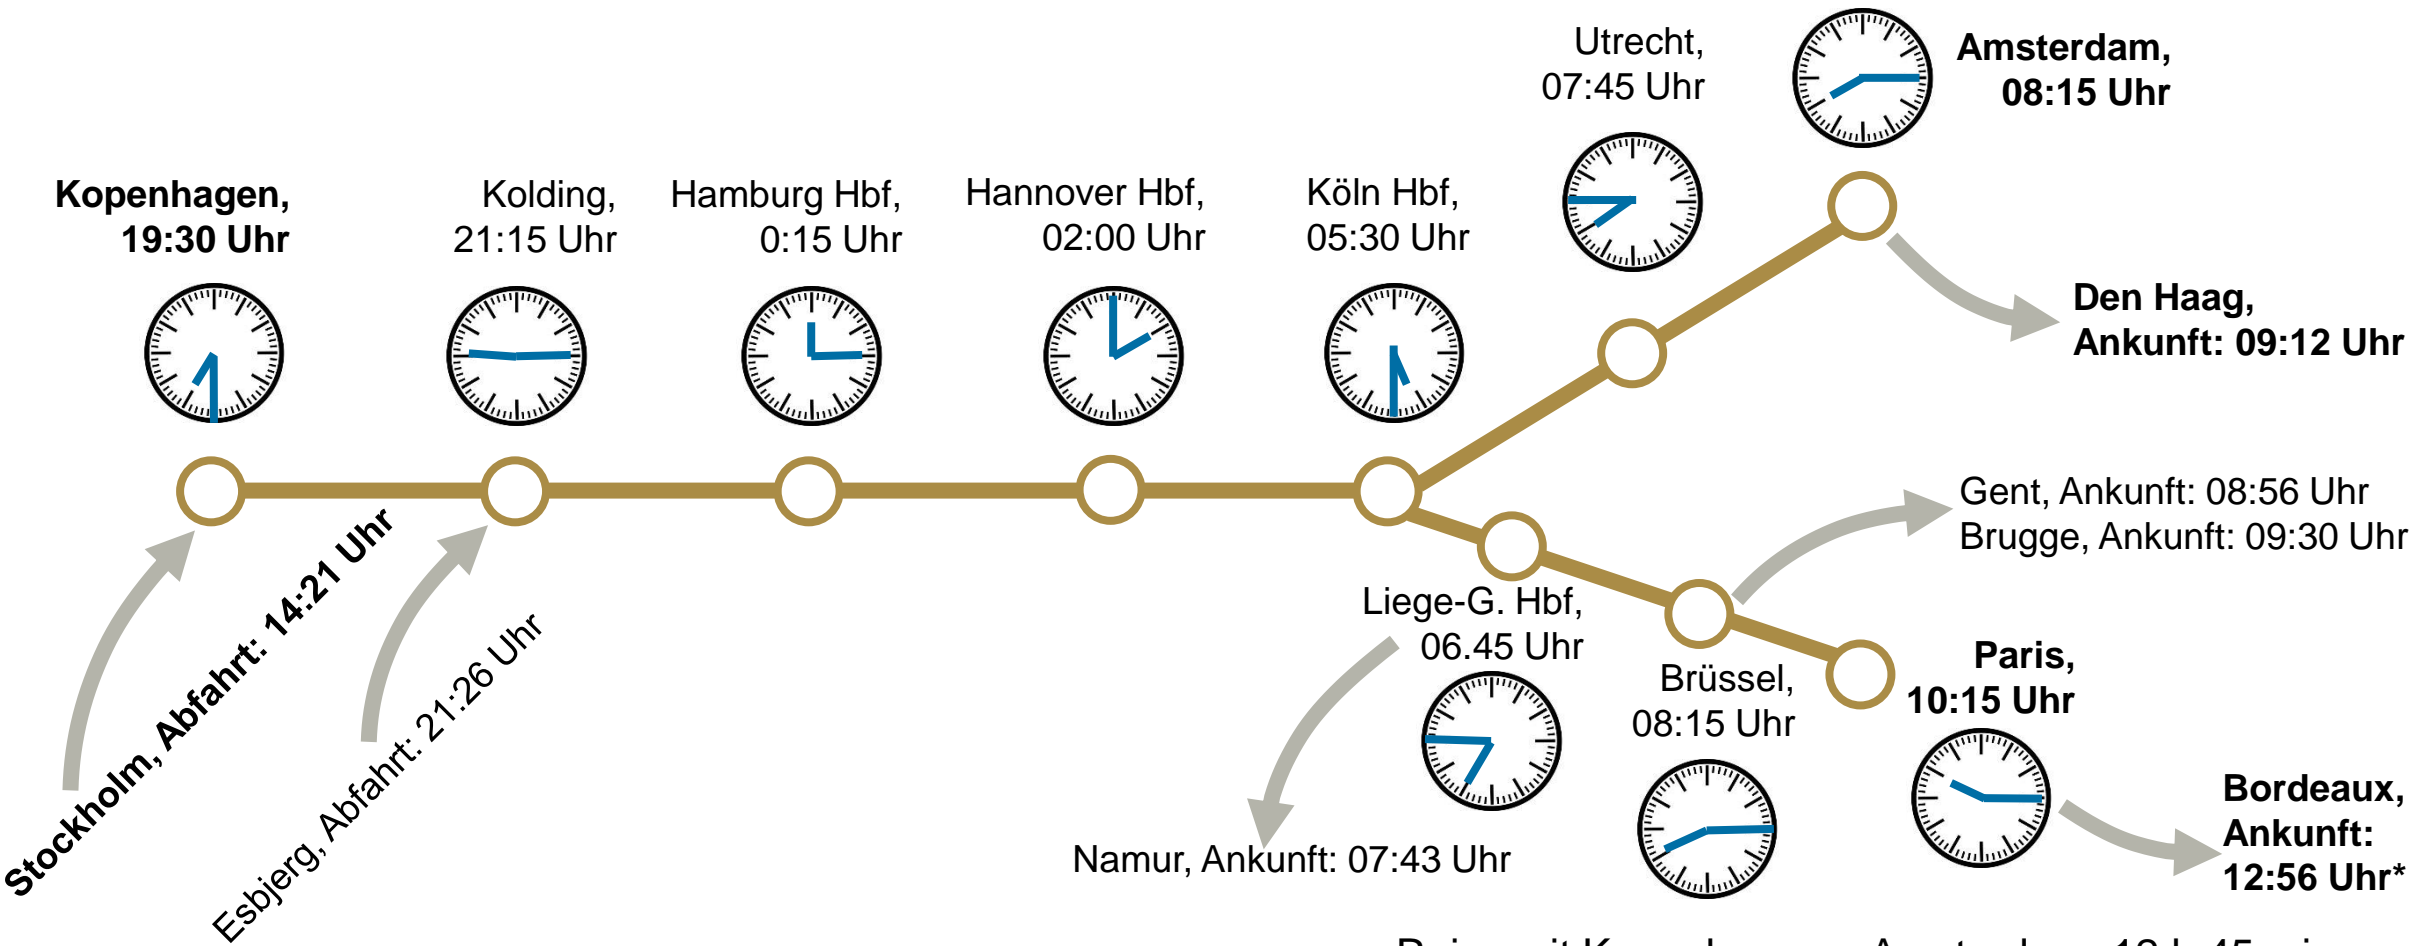 Utrecht,
07:45 Uhr
Amsterdam,
08:15 Uhr
Kopenhagen,
19:30 Uhr
Kolding,
21:15 Uhr
Hamburg Hbf,
0:15 Uhr
Hannover Hbf,
02:00 Uhr
Köln Hbf,
05:30 Uhr
Den Haag,
Ankunft: 09:12 Uhr
Gent, Ankunft: 08:56 Uhr
Brugge, Ankunft: 09:30 Uhr
Stockholm, Abfahrt: 14:21 Uhr
Esbjerg, Abfahrt: 21:26 Uhr
Liege-G. Hbf,
06.45 Uhr
Brüssel,
08:15 Uhr
Paris,
10:15 Uhr
Namur, Ankunft: 07:43 Uhr
Bordeaux,
Ankunft:
12:56 Uhr*